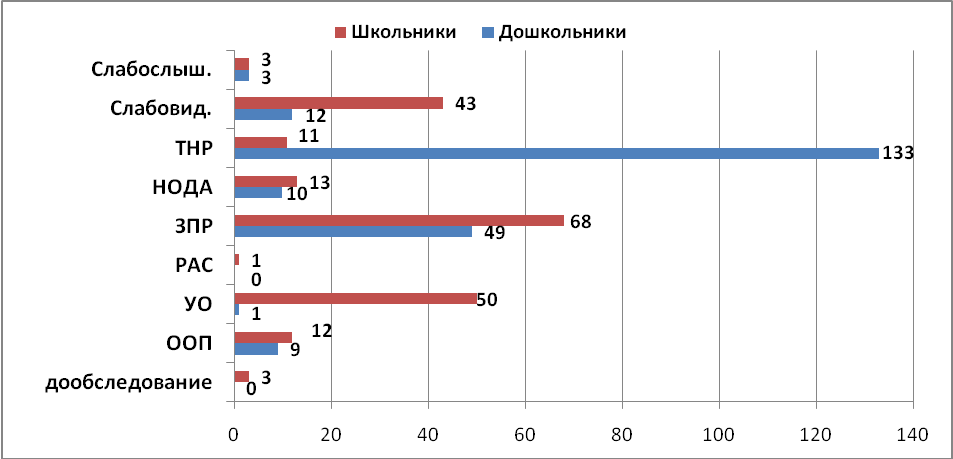 Школьники Дошкольники
Слабослыш. 3
3
Слабовид. 43
12
ТНР 11
133
НОДА 13
10
ЗПР 68
49
РАС 1
0
УО 50
1
ООП 12
9
дообследование 3
0
0 20 40 60 80 100 120 140